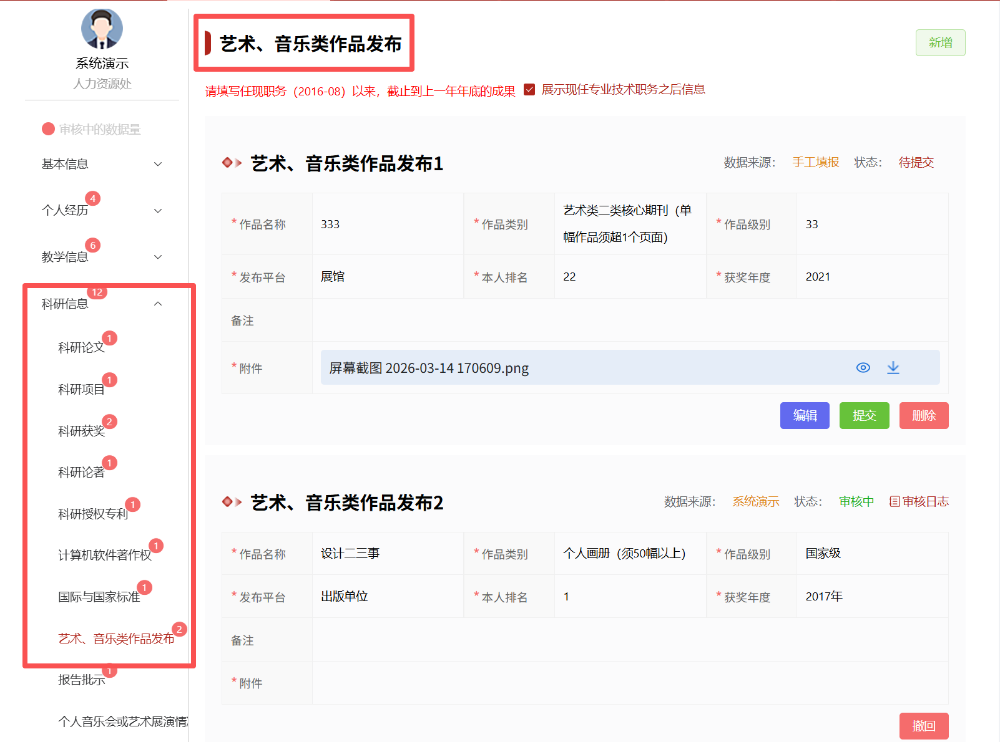 系统演示
人力资源处
审核中的数据量
基本信息
个人经历
4
教学信息
6
科研信息
12
科研论文
1
科研项目
1
科研获奖
2
科研论著
1
科研授权专利
1
计算机软件著作权
1
国际与国家标准
1
艺术、音乐类作品发布
2
报告批示
1
个人音乐会或艺术展演情
艺术、音乐类作品发布
新增
请填写任现职务（2016-08）以来，截止到上一年年底的成果 展示现任专业技术职务之后信息
艺术、音乐类作品发布1
数据来源： 手工填报 状态： 待提交
*作品名称 333 *作品类别 艺术类二类核心期刊（单
幅作品须超1个页面） *作品级别 33
*发布平台 展馆 *本人排名 22 *获奖年度 2021
备注
*附件 屏幕截图 2026-03-14 170609.png
编辑 提交 删除
艺术、音乐类作品发布2
数据来源： 系统演示 状态： 审核中 审核日志
*作品名称 设计二三事 *作品类别 个人画册（须50幅以上） *作品级别 国家级
*发布平台 出版单位 *本人排名 1 *获奖年度 2017年
备注
*附件
撤回